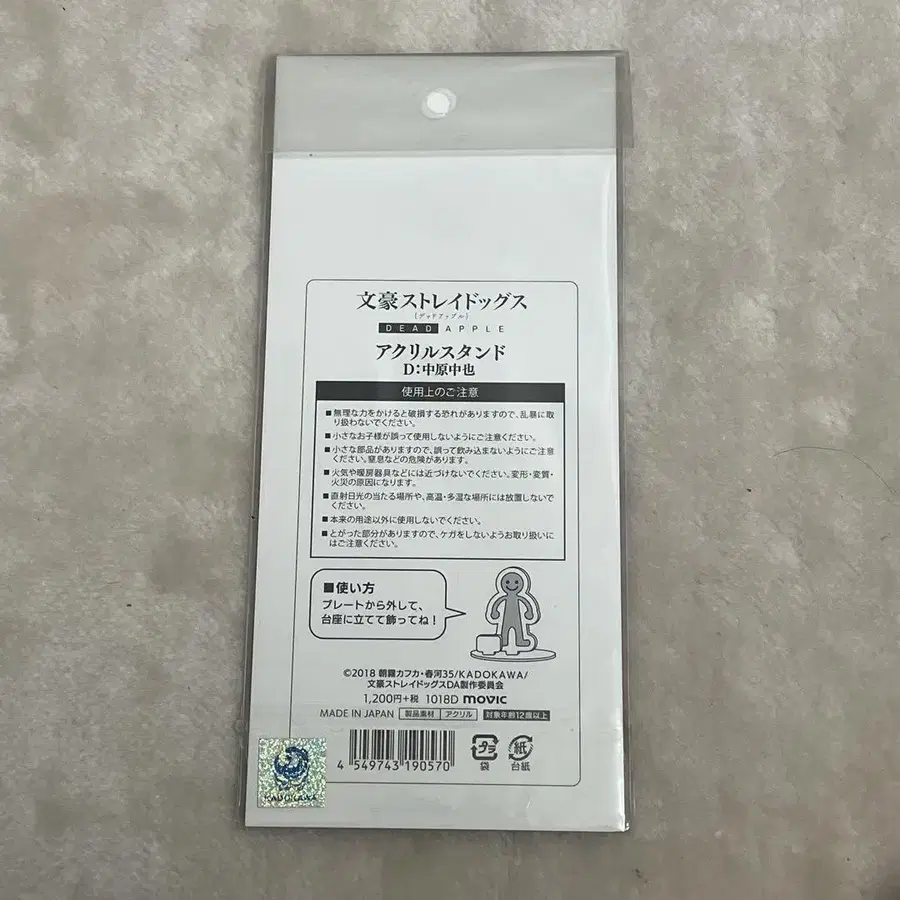 文豪ストレイドッグス
(デッドアップル)
DEAD APPLE
アクリルスタンド
D:中原中也
使用上のご注意
■無理な力をかけると破損する恐れがありますので、乱暴に取
り扱わないでください。
■小さなお子様が誤って使用しないようにご注意ください。
■小さな部品がありますので、誤って飲み込まないようにご注意
ください。窒息などの危険があります。
■火気や暖房器具などには近づけないでください。変形・変質・
火災の原因になります。
■直射日光の当たる場所や、高温・多湿な場所には放置しないで
ください。
■本来の用途以外に使用しないでください。
■とがった部分がありますので、ケガをしないようお取り扱いに
はご注意ください。
■使い方
プレートから外して、
台座に立てて飾ってね!
©2018 朝霧カフカ・春河35/KADOKAWA/
文豪ストレイドッグスDA製作委員会
1,200円+税 1018D movic
MADE IN JAPAN 製品素材 アクリル 対象年齢12歳以上
4 549743 190570
プラ 袋
紙 台紙